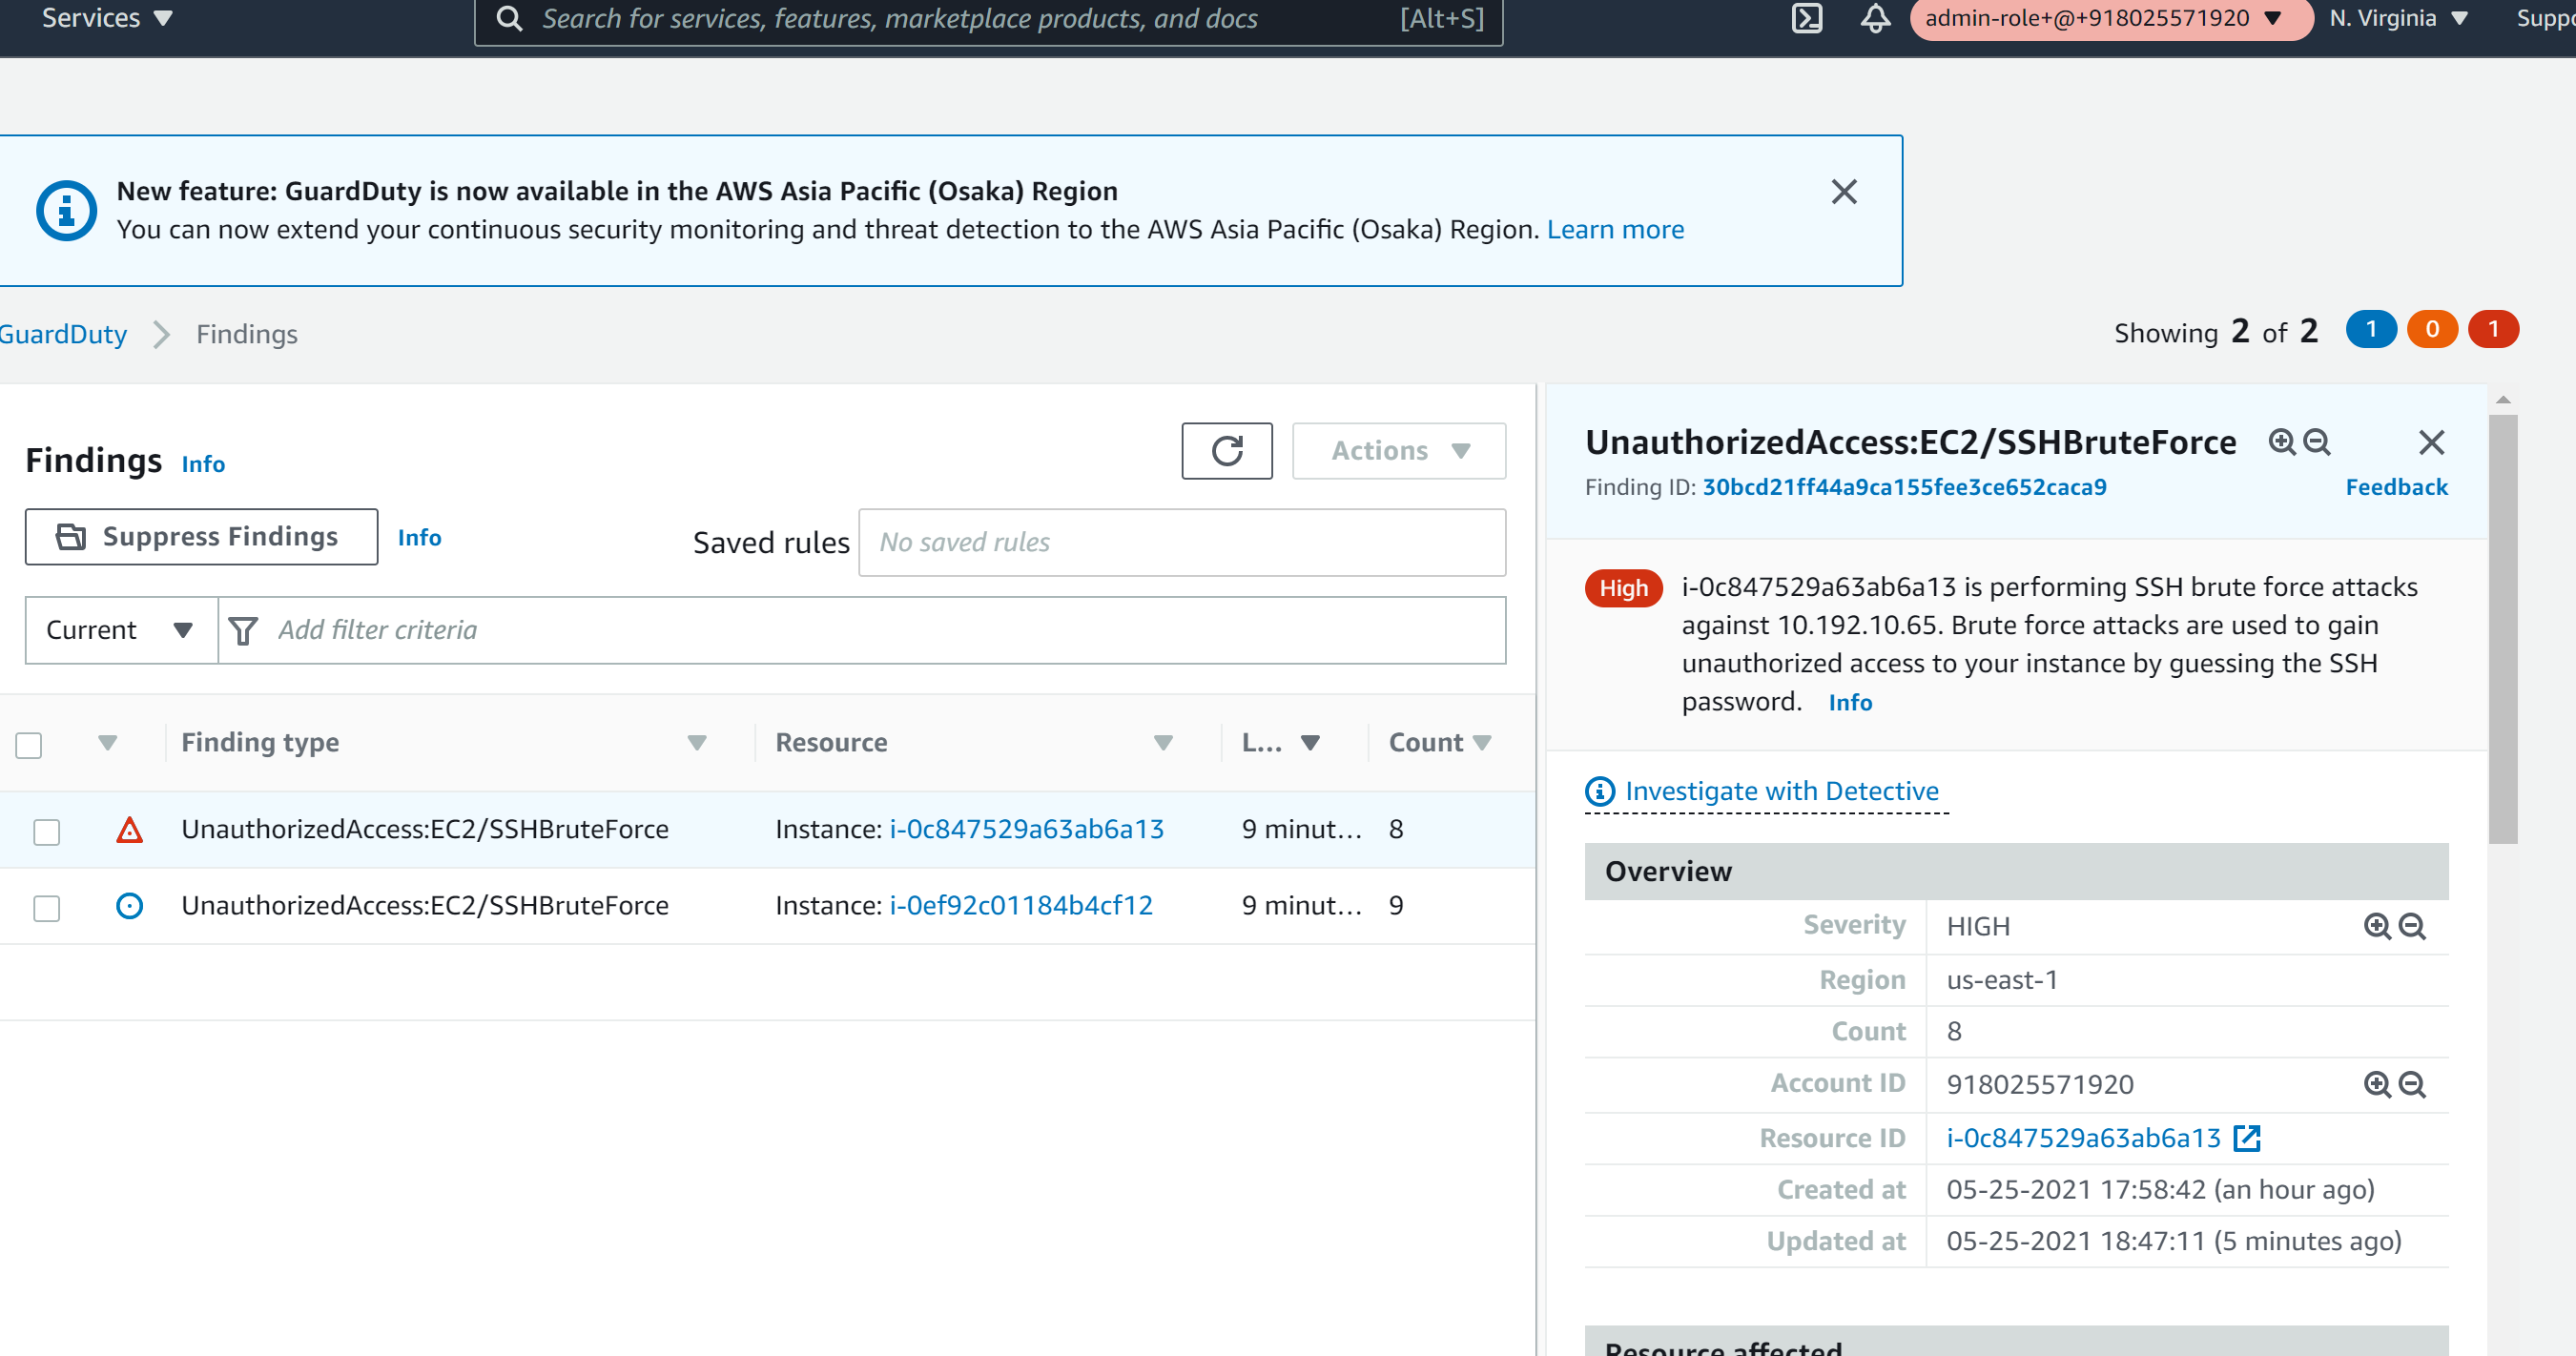 Services
Search for services, features, marketplace products, and docs [Alt+S]
admin-role+@+918025571920 N. Virginia
New feature: GuardDuty is now available in the AWS Asia Pacific (Osaka) Region
You can now extend your continuous security monitoring and threat detection to the AWS Asia Pacific (Osaka) Region. Learn more
GuardDuty Findings
Showing 2 of 2 1 0 1
Findings Info
Actions
Suppress Findings Info
Saved rules No saved rules
Current Add filter criteria
Finding type Resource L... Count
UnauthorizedAccess:EC2/SSHBruteForce Instance: i-0c847529a63ab6a13 9 minut... 8
UnauthorizedAccess:EC2/SSHBruteForce Instance: i-0ef92c01184b4cf12 9 minut... 9
UnauthorizedAccess:EC2/SSHBruteForce
Finding ID: 30bcd21ff44a9ca155fee3ce652caca9 Feedback
High i-0c847529a63ab6a13 is performing SSH brute force attacks
against 10.192.10.65. Brute force attacks are used to gain
unauthorized access to your instance by guessing the SSH
password. Info
Investigate with Detective
Overview
Severity HIGH
Region us-east-1
Count 8
Account ID 918025571920
Resource ID i-0c847529a63ab6a13
Created at 05-25-2021 17:58:42 (an hour ago)
Updated at 05-25-2021 18:47:11 (5 minutes ago)
Resource affected